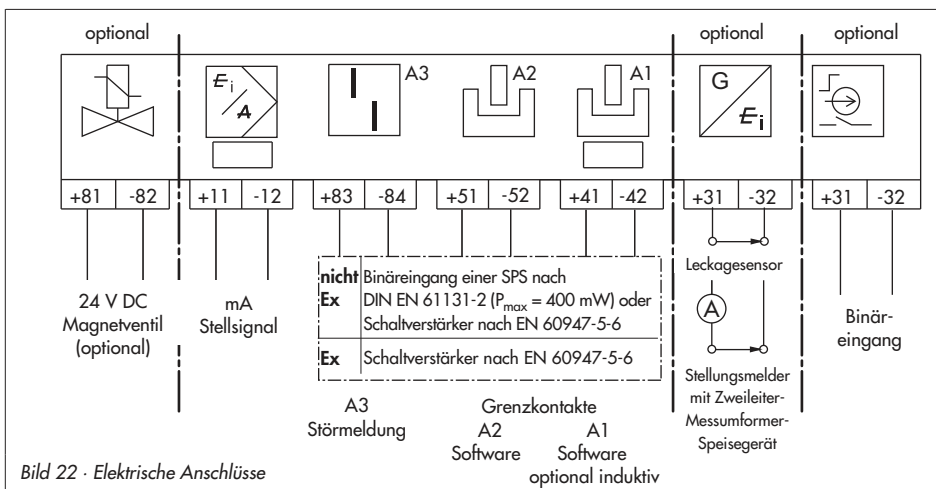 optional
optional
optional
E i / A
A3
A2
A1
G / E i
+81 -82 +11 -12 +83 -84 +51 -52 +41 -42 +31 -32 +31 -32
24 V DC
Magnetventil
(optional)
mA
Stellsignal
nicht Ex
Binäreingang einer SPS nach
DIN EN 61131-2 (Pmax = 400 mW) oder
Schaltverstärker nach EN 60947-5-6
Ex Schaltverstärker nach EN 60947-5-6
A3
Störmeldung
Grenzkontakte
A2
Software
A1
Software
optional induktiv
Leckagesensor
A
Stellungsmelder
mit Zweileiter-
Messumformer-
Speisegerät
Binär-
eingang
Bild 22 · Elektrische Anschlüsse